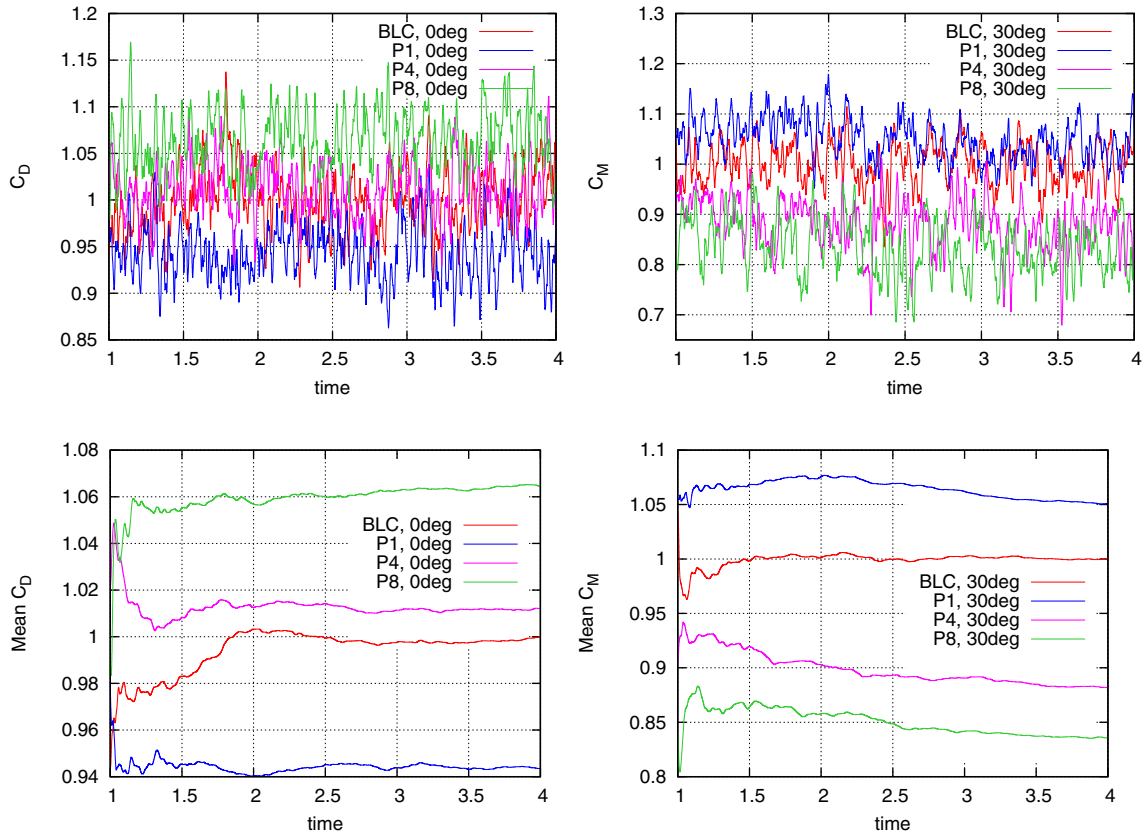 1.2
1.15
1.1
1.05
1
0.95
0.9
0.85
C_D
BLC, 0deg
P1, 0deg
P4, 0deg
P8, 0deg
1 1.5 2 2.5 3 3.5 4
time
1.3
1.2
1.1
1
0.9
0.8
0.7
C_M
BLC, 30deg
P1, 30deg
P4, 30deg
P8, 30deg
1 1.5 2 2.5 3 3.5 4
time
1.08
1.06
1.04
1.02
1
0.98
0.96
0.94
Mean C_D
BLC, 0deg
P1, 0deg
P4, 0deg
P8, 0deg
1 1.5 2 2.5 3 3.5 4
time
1.1
1.05
1
0.95
0.9
0.85
0.8
Mean C_M
BLC, 30deg
P1, 30deg
P4, 30deg
P8, 30deg
1 1.5 2 2.5 3 3.5 4
time